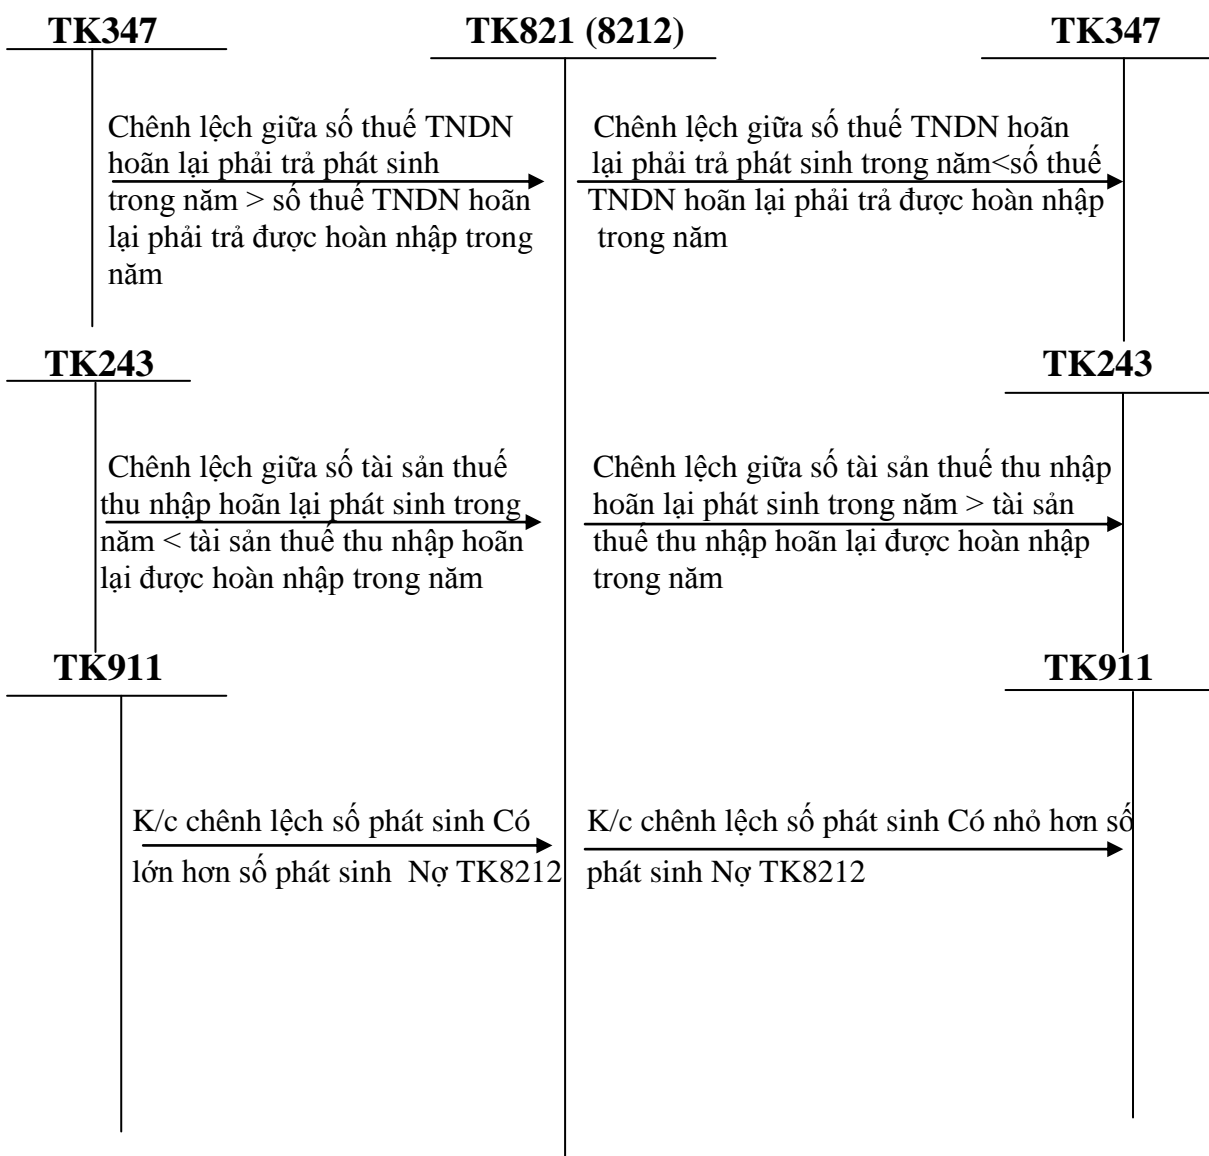 TK347
TK821 (8212)
TK347
Chênh lệch giữa số thuế TNDN
hoãn lại phải trả phát sinh
trong năm > số thuế TNDN hoãn
lại phải trả được hoàn nhập trong
năm
Chênh lệch giữa số thuế TNDN hoãn
lại phải trả phát sinh trong năm<số thuế
TNDN hoãn lại phải trả được hoàn nhập
trong năm
TK243
TK243
Chênh lệch giữa số tài sản thuế
thu nhập hoãn lại phát sinh trong
năm < tài sản thuế thu nhập hoãn
lại được hoàn nhập trong năm
Chênh lệch giữa số tài sản thuế thu nhập
hoãn lại phát sinh trong năm > tài sản
thuế thu nhập hoãn lại được hoàn nhập
trong năm
TK911
TK911
K/c chênh lệch số phát sinh Có
lớn hơn số phát sinh Nợ TK8212
K/c chênh lệch số phát sinh Có nhỏ hơn số
phát sinh Nợ TK8212